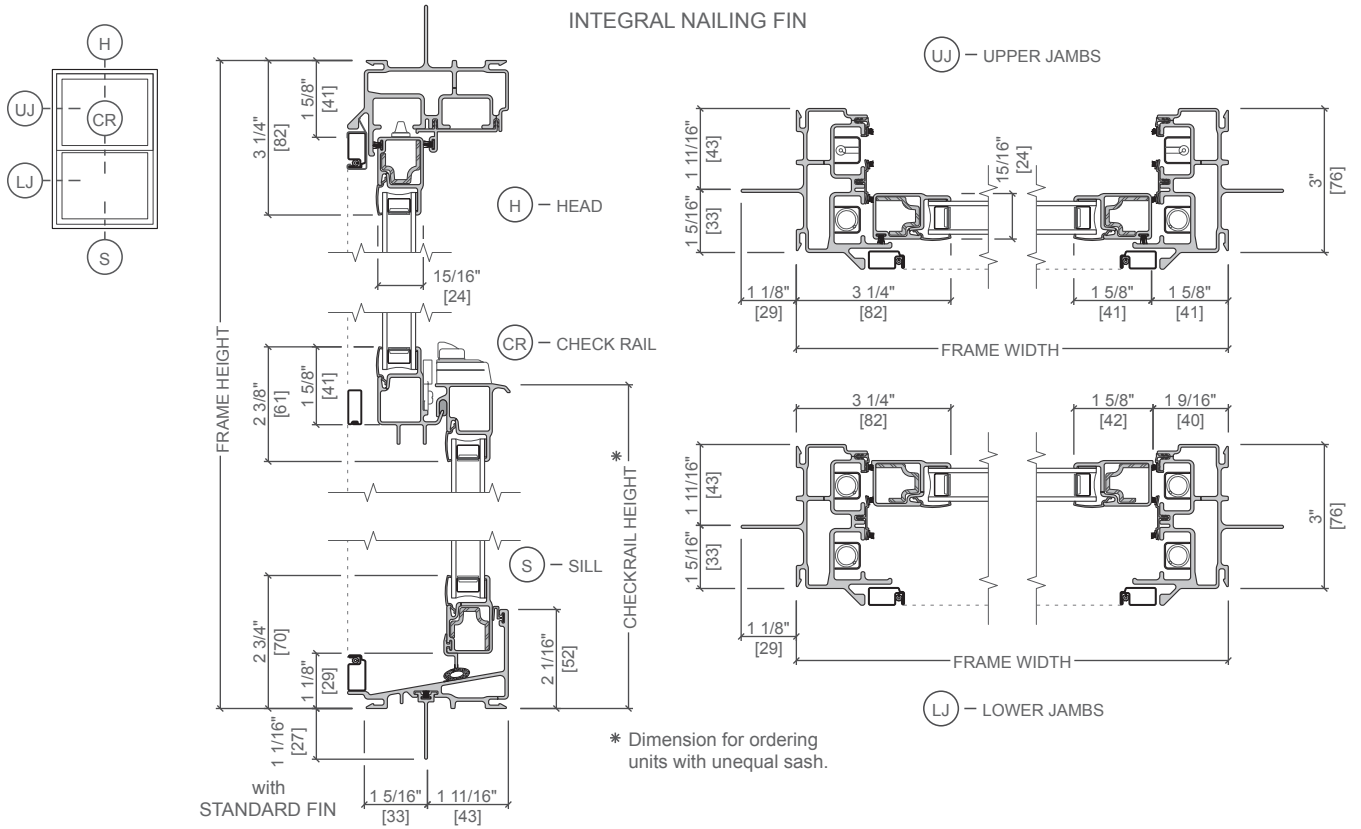 INTEGRAL NAILING FIN
H
UJ
CR
LJ
S
FRAME HEIGHT
3 1/4"
[82]
1 5/8"
[41]
H – HEAD
15/16"
[24]
CR – CHECK RAIL
2 3/8"
[61]
1 5/8"
[41]
* CHECKRAIL HEIGHT
S – SILL
2 3/4"
[70]
1 1/8"
[29]
2 1/16"
[52]
1 1/16"
[27]
with
STANDARD FIN
1 5/16"
[33]
1 11/16"
[43]
* Dimension for ordering
units with unequal sash.
UJ – UPPER JAMBS
1 11/16"
[43]
1 5/16"
[33]
15/16"
[24]
3"
[76]
1 1/8"
[29]
3 1/4"
[82]
1 5/8"
[41]
1 5/8"
[41]
FRAME WIDTH
3 1/4"
[82]
1 5/8"
[42]
1 9/16"
[40]
1 11/16"
[43]
1 5/16"
[33]
3"
[76]
1 1/8"
[29]
FRAME WIDTH
LJ – LOWER JAMBS